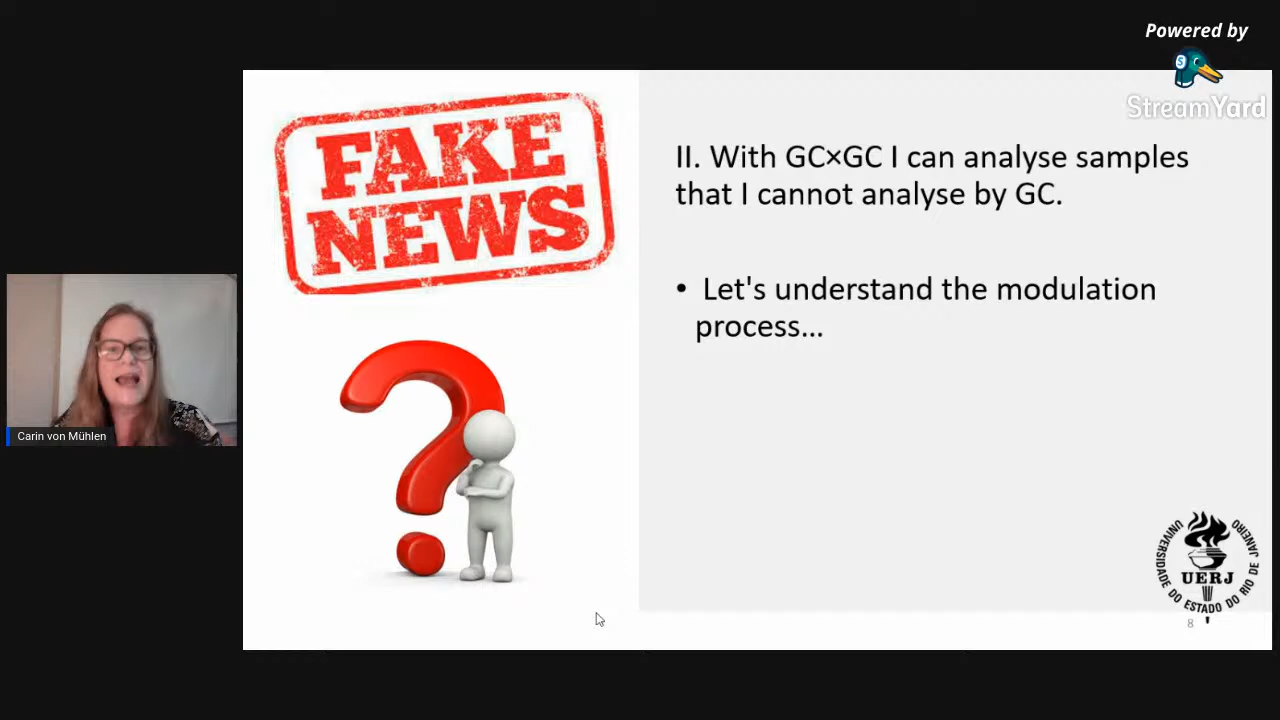 Powered by
StreamYard
FAKE
NEWS
II. With GC×GC I can analyse samples
that I cannot analyse by GC.
• Let's understand the modulation
process...
Carin von Mühlen
UNIVERSIDADE DO ESTADO DO RIO DE JANEIRO
UERJ
8